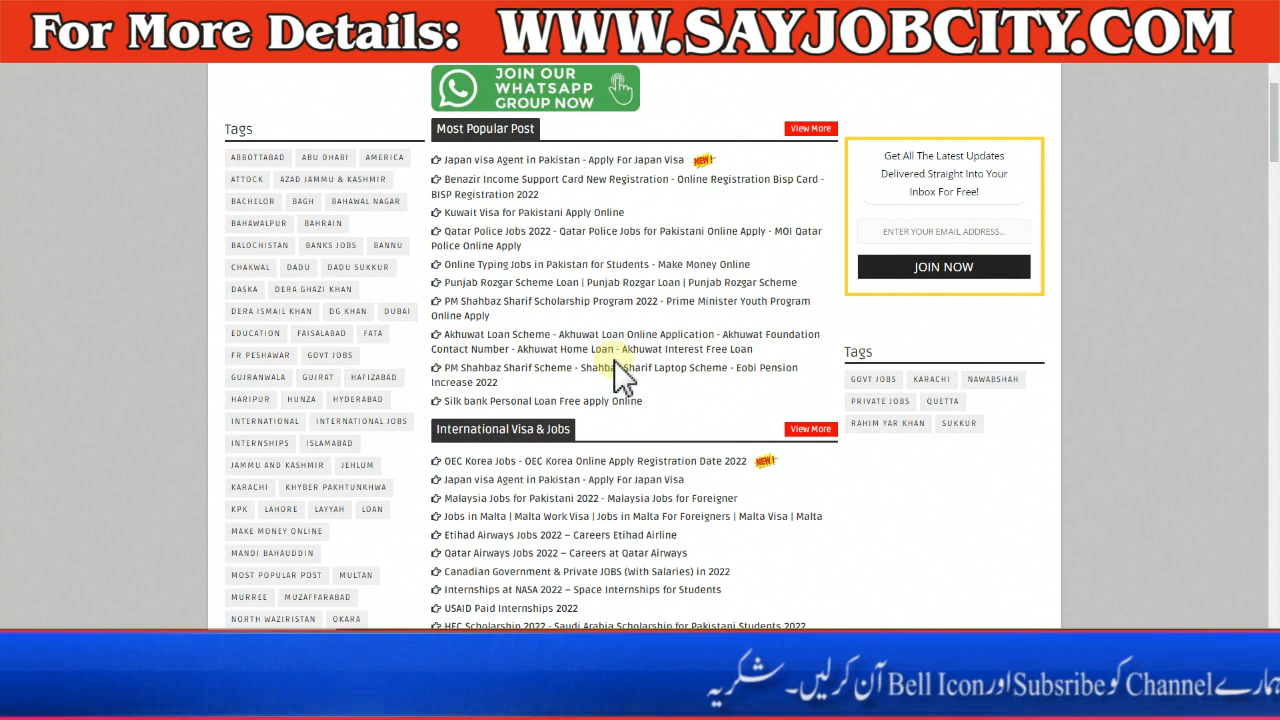 For More Details: WWW.SAYJOBCITY.COM
JOIN OUR
WHATSAPP
GROUP NOW
Tags
ABBOTTABAD ABU DHABI AMERICA
ATTOCK AZAD JAMMU & KASHMIR
BACHELOR BAGH BAHAWAL NAGAR
BAHAWALPUR BAHRAIN
BALOCHISTAN BANKS JOBS BANNU
CHAKWAL DADU DADU SUKKUR
DASKA DERA GHAZI KHAN
DERA ISMAIL KHAN DG KHAN DUBAI
EDUCATION FAISALABAD FATA
FR PESHAWAR GOVT JOBS
GUJRANWALA GUJRAT HAFIZABAD
HARIPUR HUNZA HYDERABAD
INTERNATIONAL INTERNATIONAL JOBS
INTERNSHIPS ISLAMABAD
JAMMU AND KASHMIR JEHLUM
KARACHI KHYBER PAKHTUNKHWA
KPK LAHORE LAYYAH LOAN
MAKE MONEY ONLINE
MANDI BAHAUDDIN
MOST POPULAR POST MULTAN
MURREE MUZAFFARABAD
NORTH WAZIRISTAN OKARA
Most Popular Post View More
Japan visa Agent in Pakistan - Apply For Japan Visa NEW!
Benazir Income Support Card New Registration - Online Registration Bisp Card -
BISP Registration 2022
Kuwait Visa for Pakistani Apply Online
Qatar Police Jobs 2022 - Qatar Police Jobs for Pakistani Online Apply - MOI Qatar
Police Online Apply
Online Typing Jobs in Pakistan for Students - Make Money Online
Punjab Rozgar Scheme Loan | Punjab Rozgar Loan | Punjab Rozgar Scheme
PM Shahbaz Sharif Scholarship Program 2022 - Prime Minister Youth Program
Online Apply
Akhuwat Loan Scheme - Akhuwat Loan Online Application - Akhuwat Foundation
Contact Number - Akhuwat Home Loan - Akhuwat Interest Free Loan
PM Shahbaz Sharif Scheme - Shahbaz Sharif Laptop Scheme - Eobi Pension
Increase 2022
Silk bank Personal Loan Free apply Online
International Visa & Jobs View More
OEC Korea Jobs - OEC Korea Online Apply Registration Date 2022 NEW!
Japan visa Agent in Pakistan - Apply For Japan Visa
Malaysia Jobs for Pakistani 2022 - Malaysia Jobs for Foreigner
Jobs in Malta | Malta Work Visa | Jobs in Malta For Foreigners | Malta Visa | Malta
Etihad Airways Jobs 2022 – Careers Etihad Airline
Qatar Airways Jobs 2022 – Careers at Qatar Airways
Canadian Government & Private JOBS (With Salaries) in 2022
Internships at NASA 2022 – Space Internships for Students
USAID Paid Internships 2022
HEC Scholarship 2022 - Saudi Arabia Scholarship for Pakistani Students 2022
Get All The Latest Updates
Delivered Straight Into Your
Inbox For Free!
ENTER YOUR EMAIL ADDRESS...
JOIN NOW
Tags
GOVT JOBS KARACHI NAWABSHAH
PRIVATE JOBS QUETTA
RAHIM YAR KHAN SUKKUR
ہمارے Channel کو Subsribe اور Bell Icon آن کرلیں۔ شکریہ